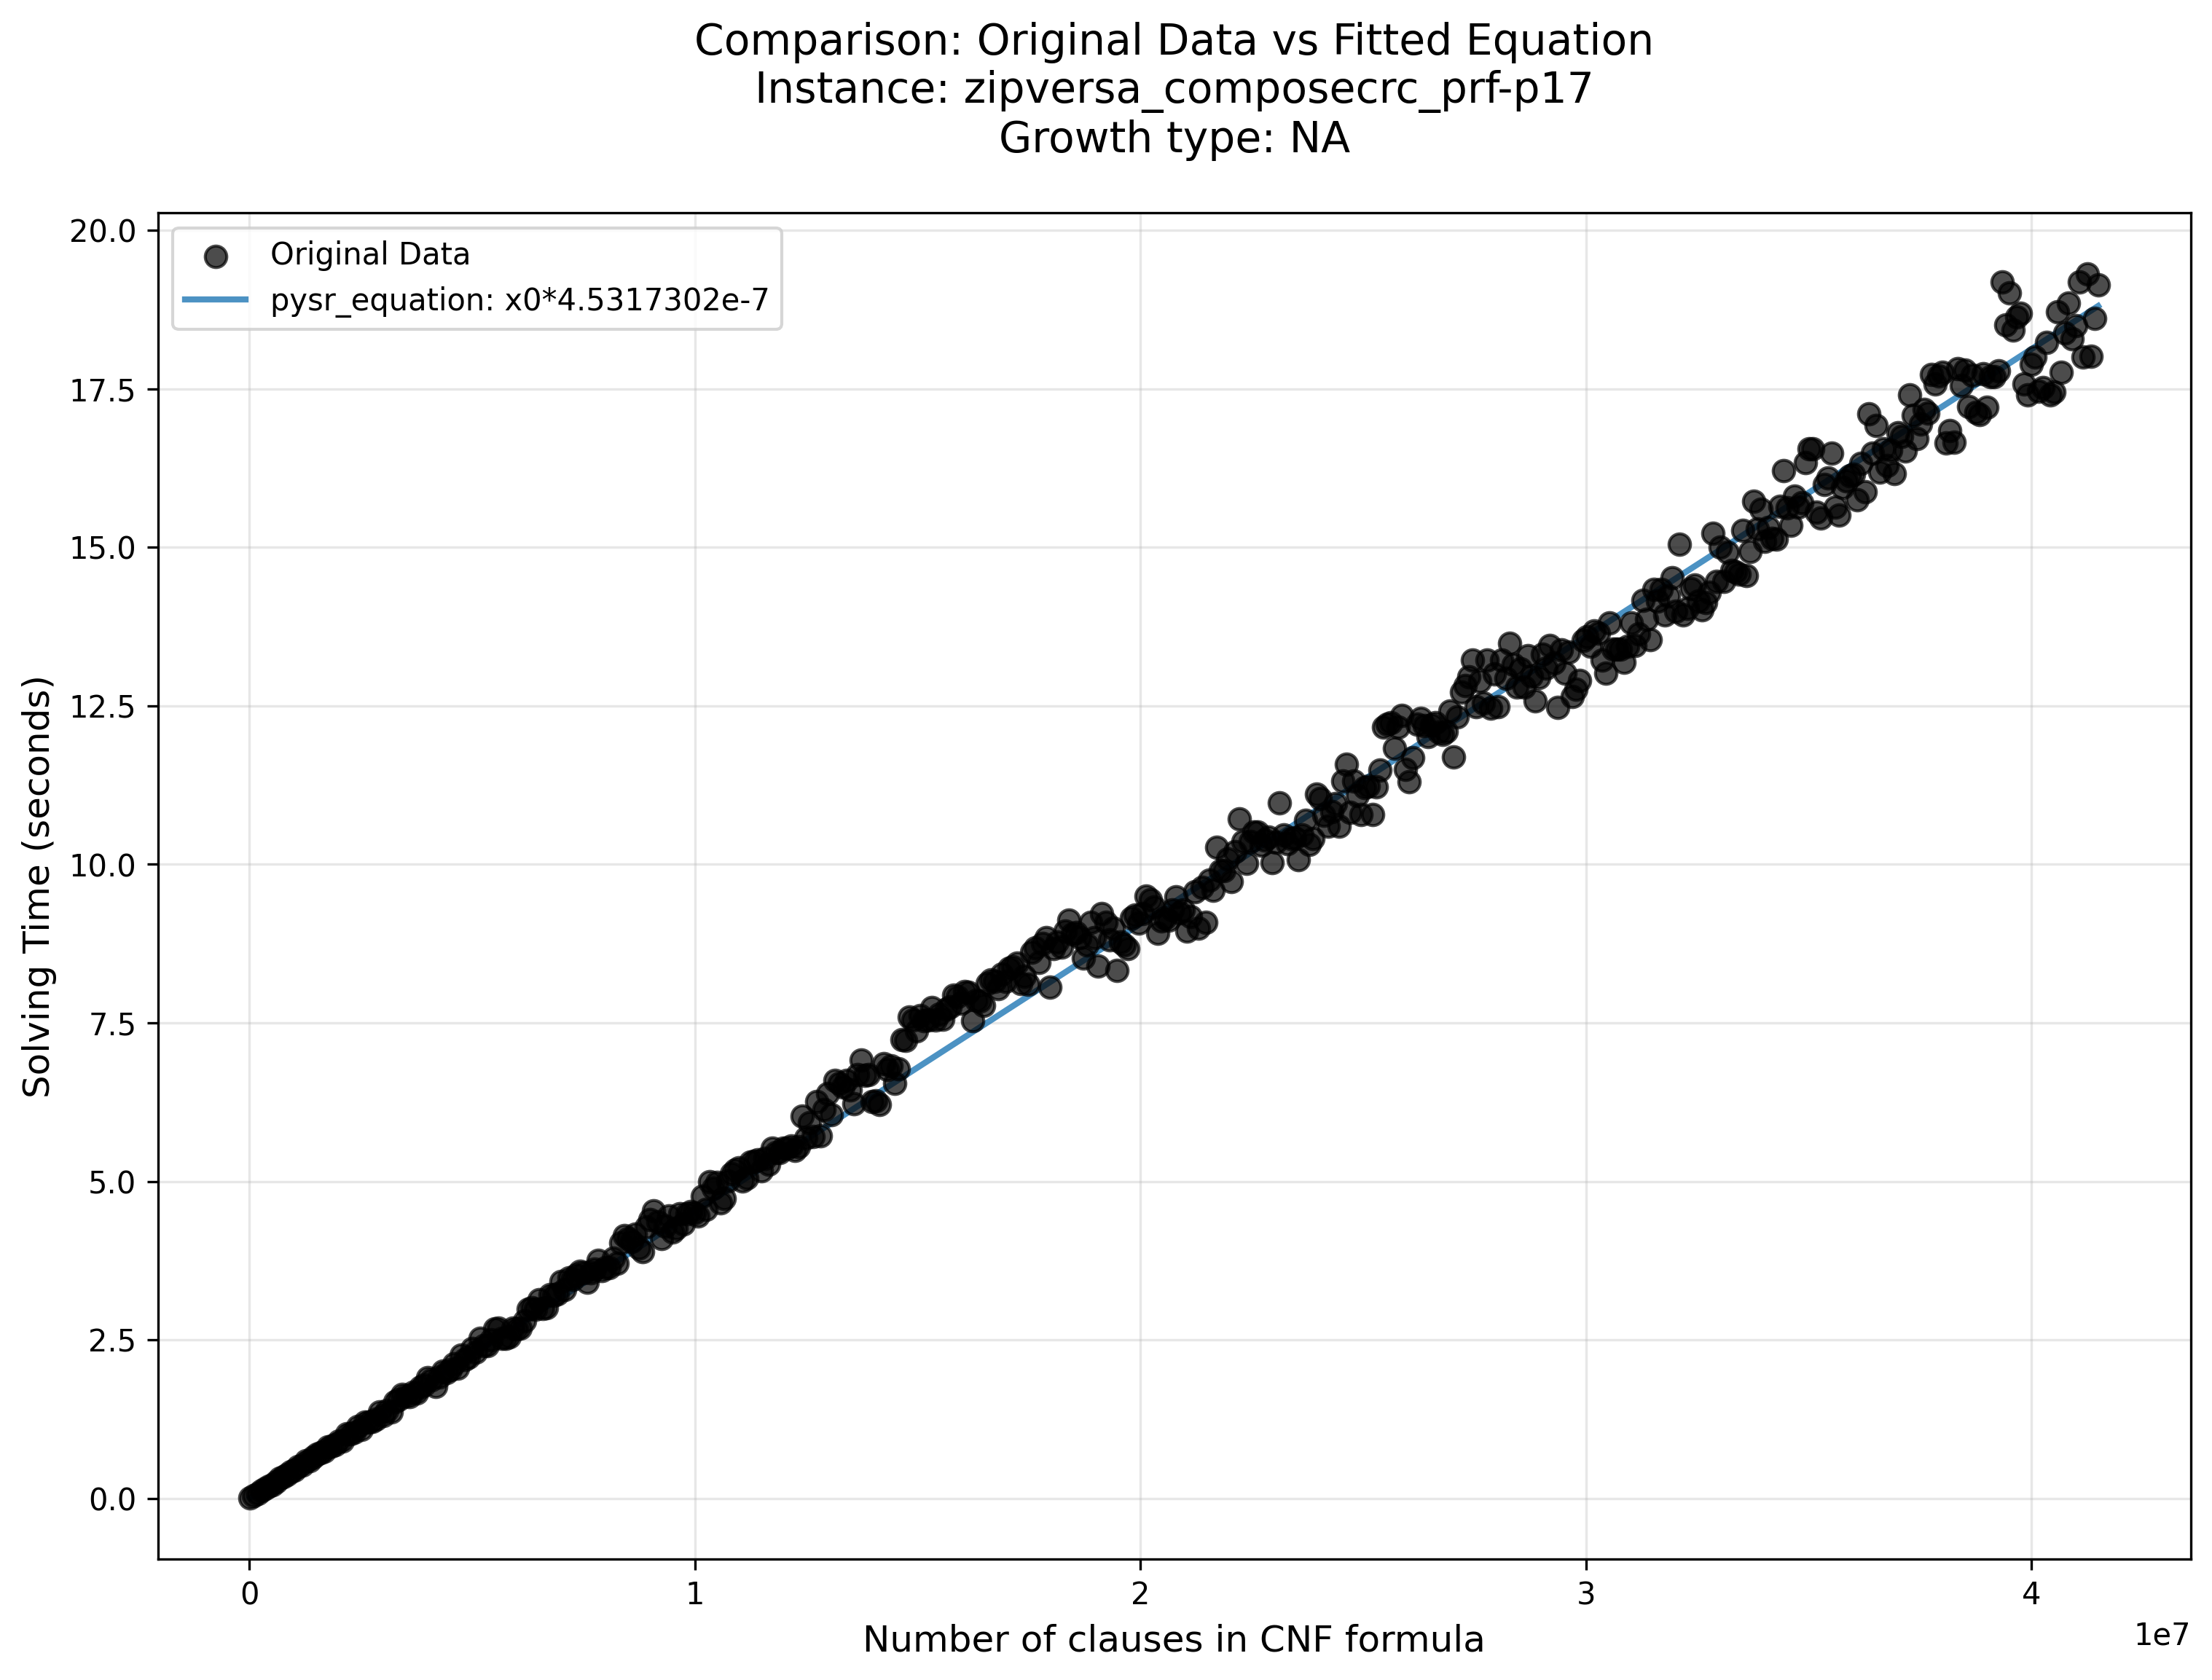 Comparison: Original Data vs Fitted Equation
Instance: zipversa_composecrc_prf-p17
Growth type: NA
Original Data
pysr_equation: x0*4.5317302e-7
20.0
17.5
15.0
12.5
10.0
7.5
5.0
2.5
0.0
Solving Time (seconds)
0 1 2 3 4
1e7
Number of clauses in CNF formula